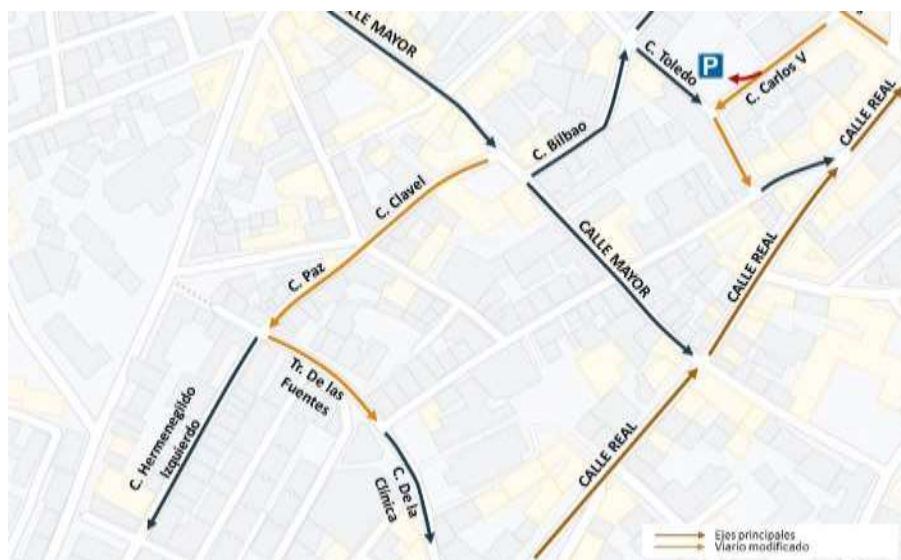 CALLE MAYOR
C. Toledo
P
C. Carlos V
CALLE REAL
C. Bilbao
C. Clavel
CALLE MAYOR
CALLE REAL
C. Paz
Tr. De las
Fuentes
C. Hermenegildo
Izquierdo
CALLE REAL
C. De la
Clínica
Ejes principales
Viario modificado